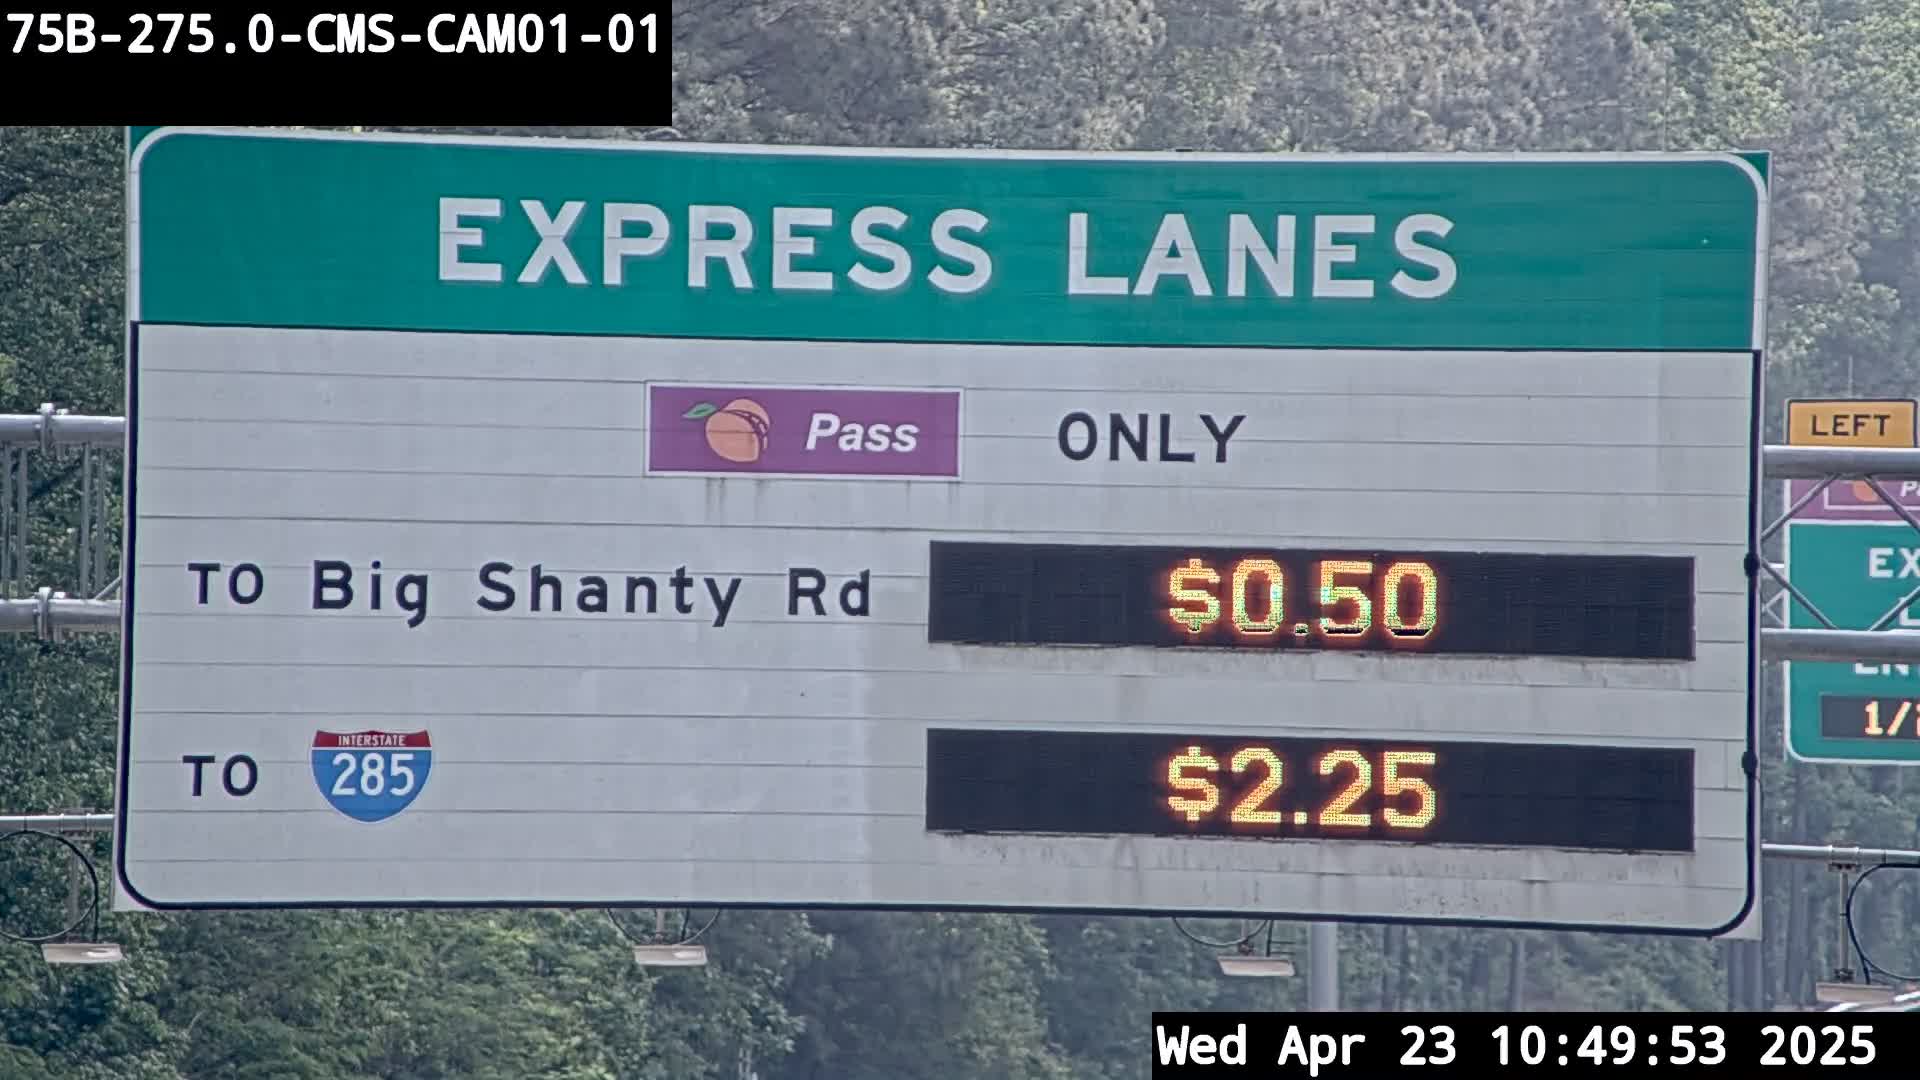 75B-275.0-CMS-CAM01-01
EXPRESS LANES
Pass ONLY
LEFT
TO Big Shanty Rd $0.50
TO INTERSTATE 285 $2.25
Wed Apr 23 10:49:53 2025